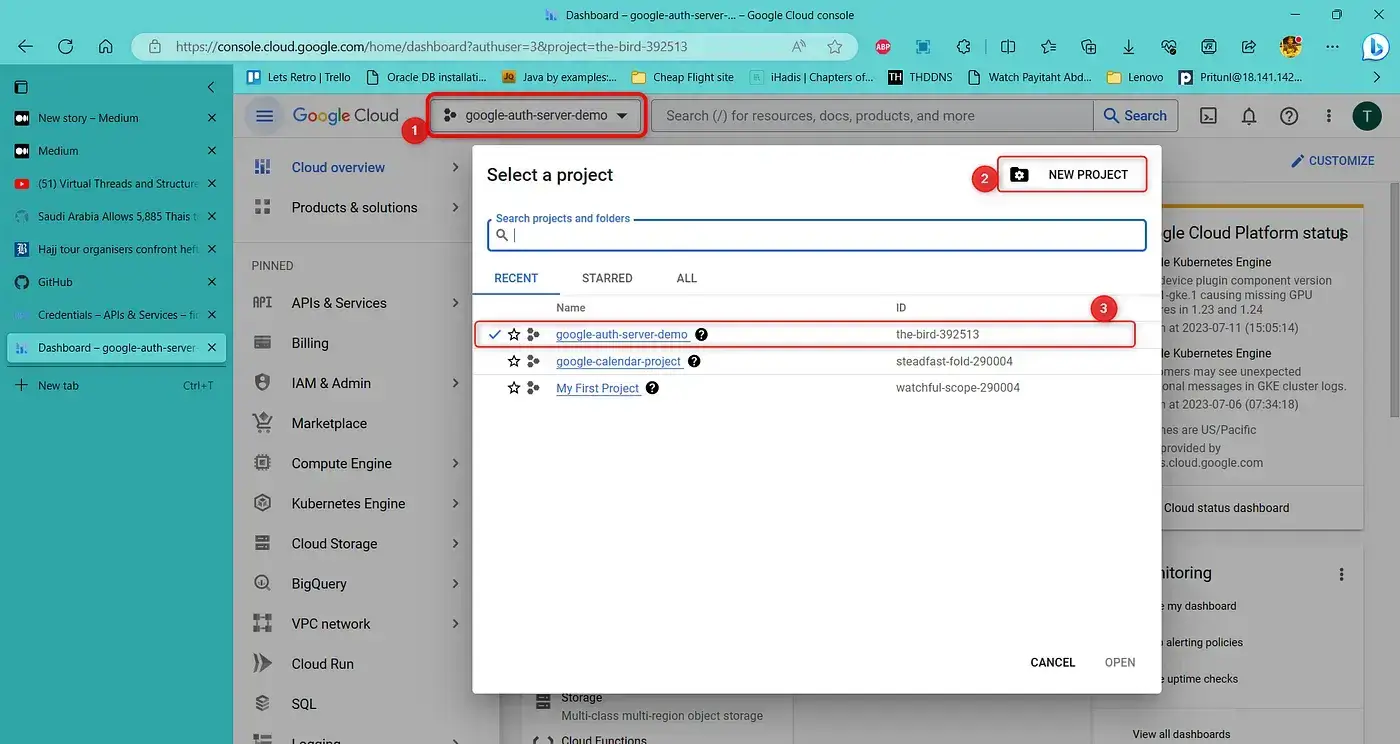 Dashboard – google-auth-server-... – Google Cloud console
https://console.cloud.google.com/home/dashboard?authuser=3&project=the-bird-392513
ABP
Lets Retro | Trello
Oracle DB installati...
Java by examples:...
Cheap Flight site
iHadis | Chapters of...
TH THDDNS
Watch Payitaht Abd...
Lenovo
Pritunl@18.141.142...
New story – Medium
Medium
(51) Virtual Threads and Structure
Saudi Arabia Allows 5,885 Thais t
Hajj tour organisers confront heft
GitHub
Credentials – APIs & Services – fi
Dashboard – google-auth-server-
New tab Ctrl+T
Google Cloud
1
google-auth-server-demo
Search (/) for resources, docs, products, and more
Search
T
Cloud overview
Products & solutions
PINNED
API APIs & Services
Billing
IAM & Admin
Marketplace
Compute Engine
Kubernetes Engine
Cloud Storage
BigQuery
VPC network
Cloud Run
SQL
Logging
CUSTOMIZE
Select a project
2
NEW PROJECT
Search projects and folders
RECENT STARRED ALL
Name ID
3
google-auth-server-demo the-bird-392513
google-calendar-project steadfast-fold-290004
My First Project watchful-scope-290004
CANCEL OPEN
gle Cloud Platform status
le Kubernetes Engine
device plugin component version
1-gke.1 causing missing GPU
res in 1.23 and 1.24
n at 2023-07-11 (15:05:14)
le Kubernetes Engine
omers may see unexpected
onal messages in GKE cluster logs.
n at 2023-07-06 (07:34:18)
nes are US/Pacific
provided by
s.cloud.google.com
Cloud status dashboard
nitoring
e my dashboard
p alerting policies
e uptime checks
View all dashboards
Storage
Multi-class multi-region object storage
Cloud Functions